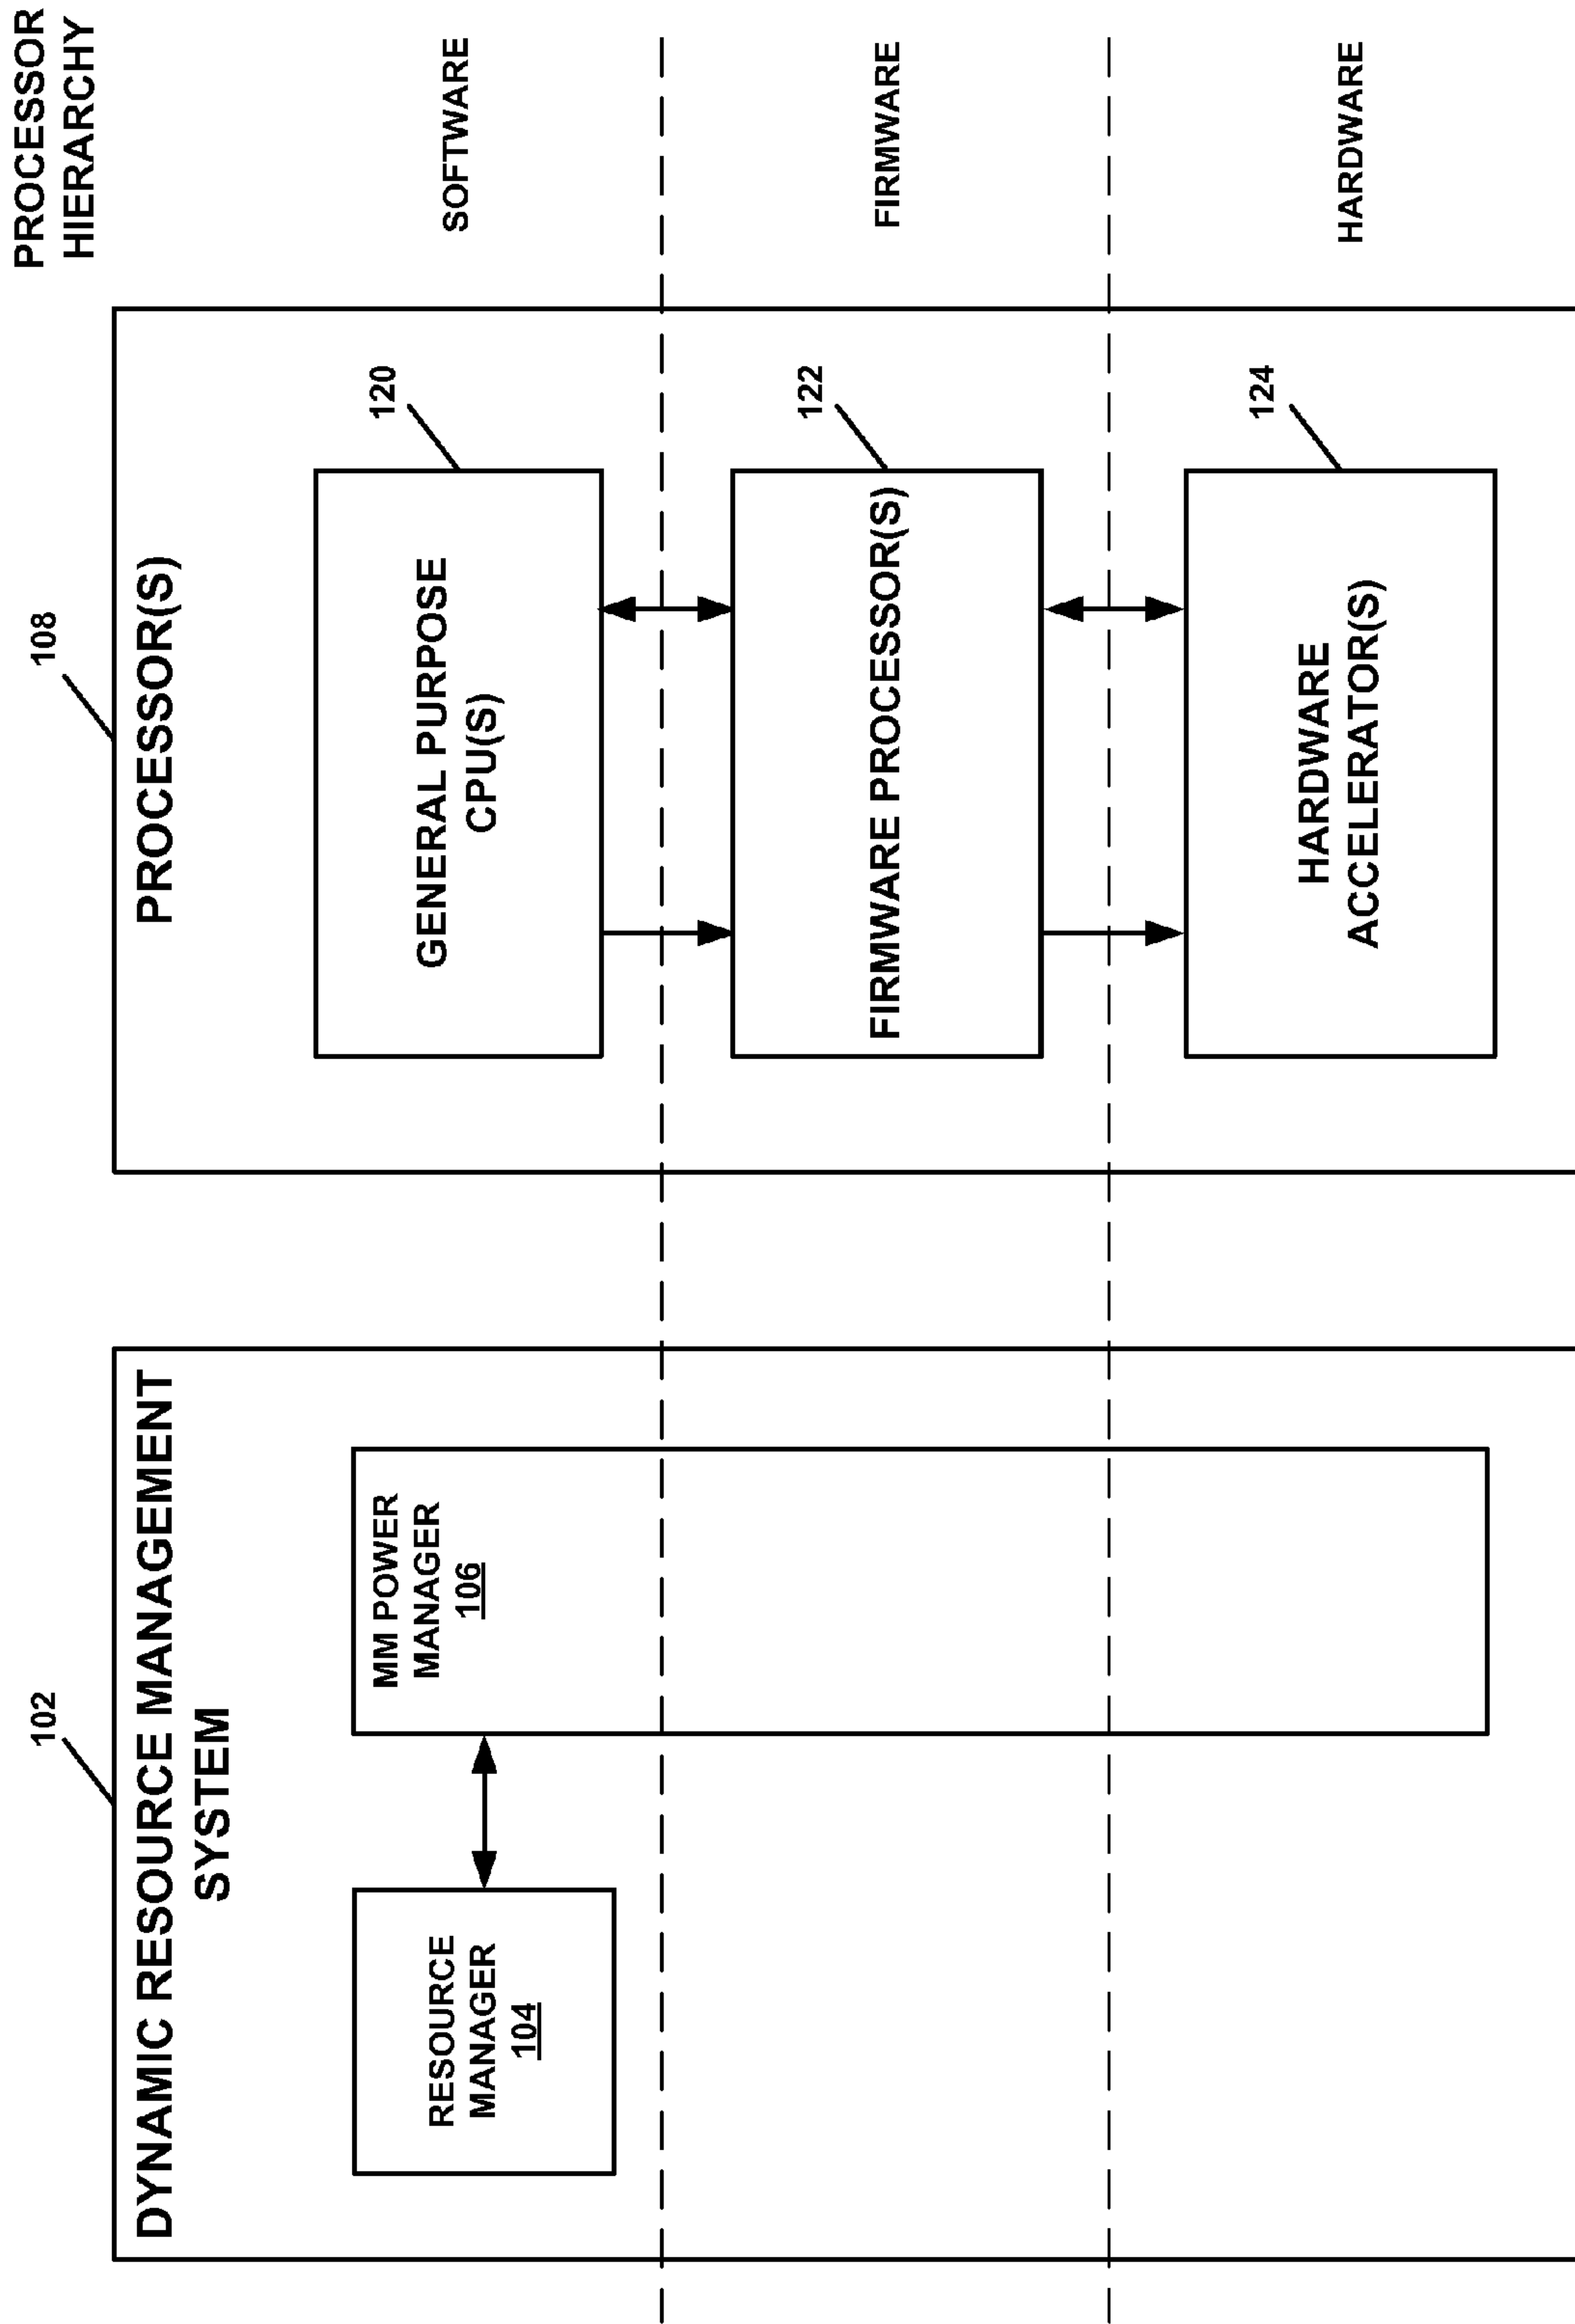 PROCESSOR
HIERARCHY
102
108
DYNAMIC RESOURCE MANAGEMENT
SYSTEM
PROCESSOR(S)
RESOURCE
MANAGER
104
MM POWER
MANAGER
106
GENERAL PURPOSE
CPU(S)
120
SOFTWARE
FIRMWARE PROCESSOR(S)
122
FIRMWARE
HARDWARE
ACCELERATOR(S)
124
HARDWARE